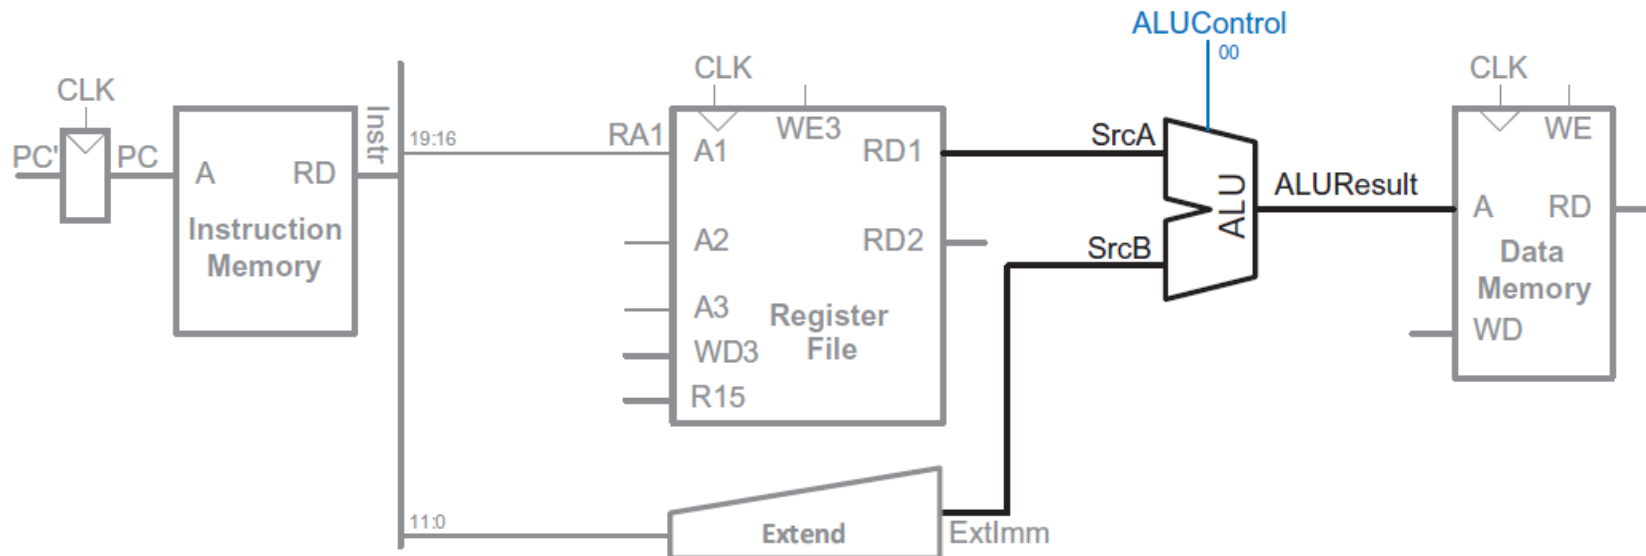 ALUControl
00
CLK
CLK
CLK
PC'
PC
A
RD
Instruction
Memory
Instr
19:16
RA1
A1
WE3
RD1
A2
RD2
A3
WD3
R15
Register
File
SrcA
SrcB
ALU
ALUResult
WE
A
RD
Data
Memory
WD
11:0
Extend
ExtImm